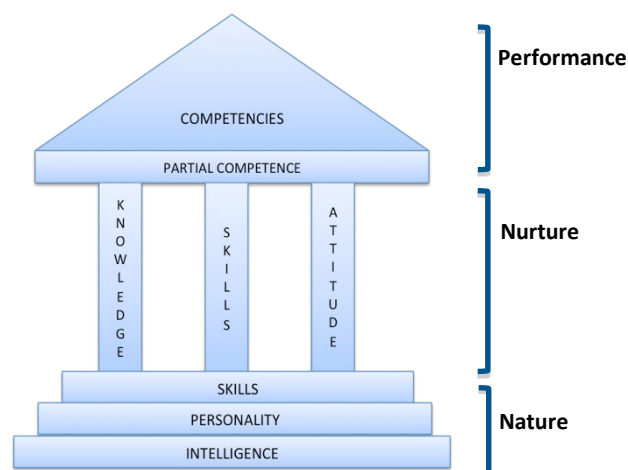 Performance
COMPETENCIES
PARTIAL COMPETENCE
KNOWLEDGE
SKILLS
ATTITUDE
Nurture
SKILLS
PERSONALITY
Nature
INTELLIGENCE